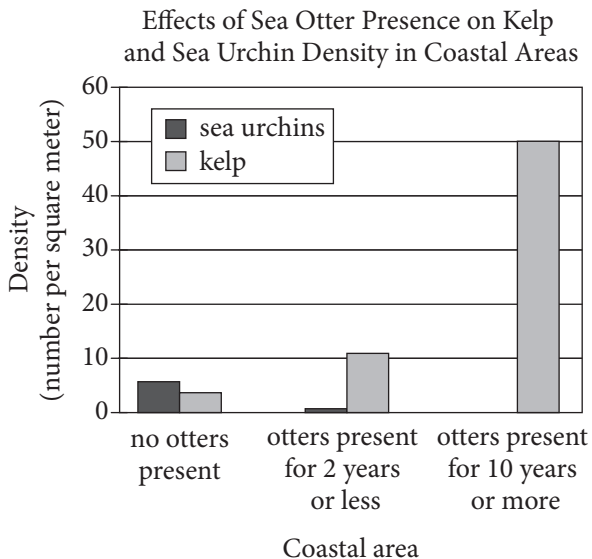 Effects of Sea Otter Presence on Kelp
and Sea Urchin Density in Coastal Areas
Density
(number per square meter)
60
50
40
30
20
10
0
sea urchins
kelp
no otters
present
otters present
for 2 years
or less
otters present
for 10 years
or more
Coastal area